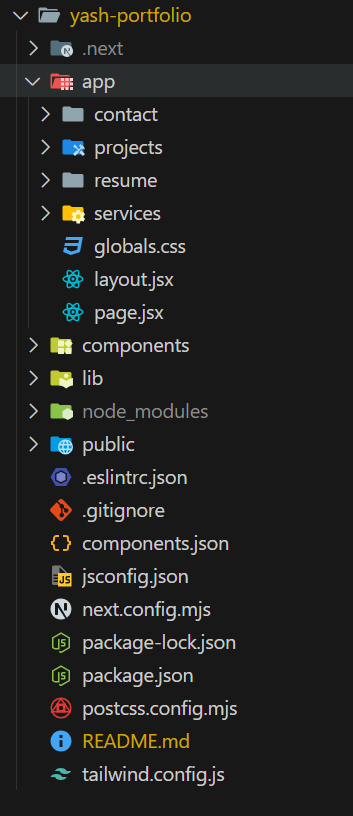 yash-portfolio
.next
app
contact
projects
resume
services
globals.css
layout.jsx
page.jsx
components
lib
node_modules
public
.eslintrc.json
.gitignore
components.json
jsconfig.json
next.config.mjs
package-lock.json
package.json
postcss.config.mjs
README.md
tailwind.config.js